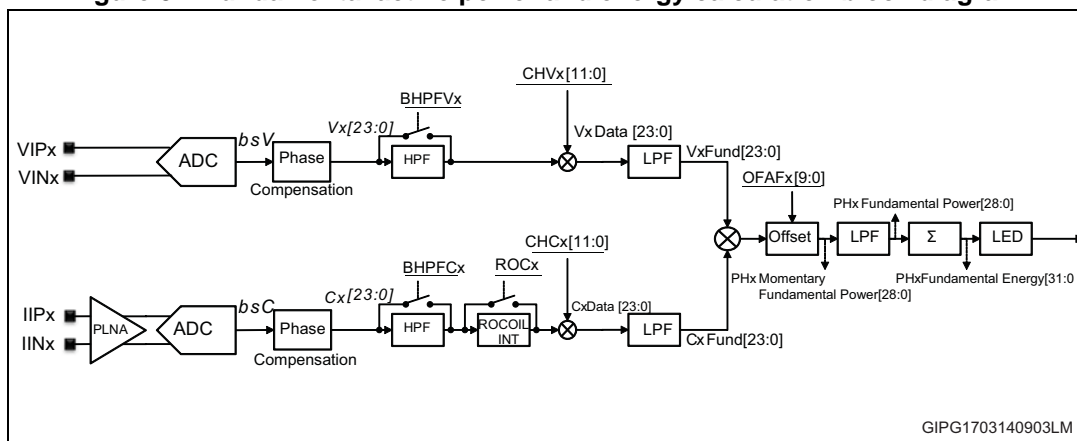 CHVx[11:0]
BHPFVx
bsV
Vx[23:0]
VxData [23:0]
VIPx
VINx
ADC
Phase
Compensation
HPF
LPF
VxFund[23:0]
OFAFx[9:0]
PHx Fundamental Power[28:0]
Offset
LPF
Σ
LED
PHx Momentary
Fundamental Power[28:0]
PHxFundamental Energy[31:0
CHCx[11:0]
BHPFCx
ROCx
bsC
Cx[23:0]
CxData [23:0]
IIPx
IINx
PLNA
ADC
Phase
Compensation
HPF
ROCOIL
INT
LPF
CxFund[23:0]
GIPG1703140903LM